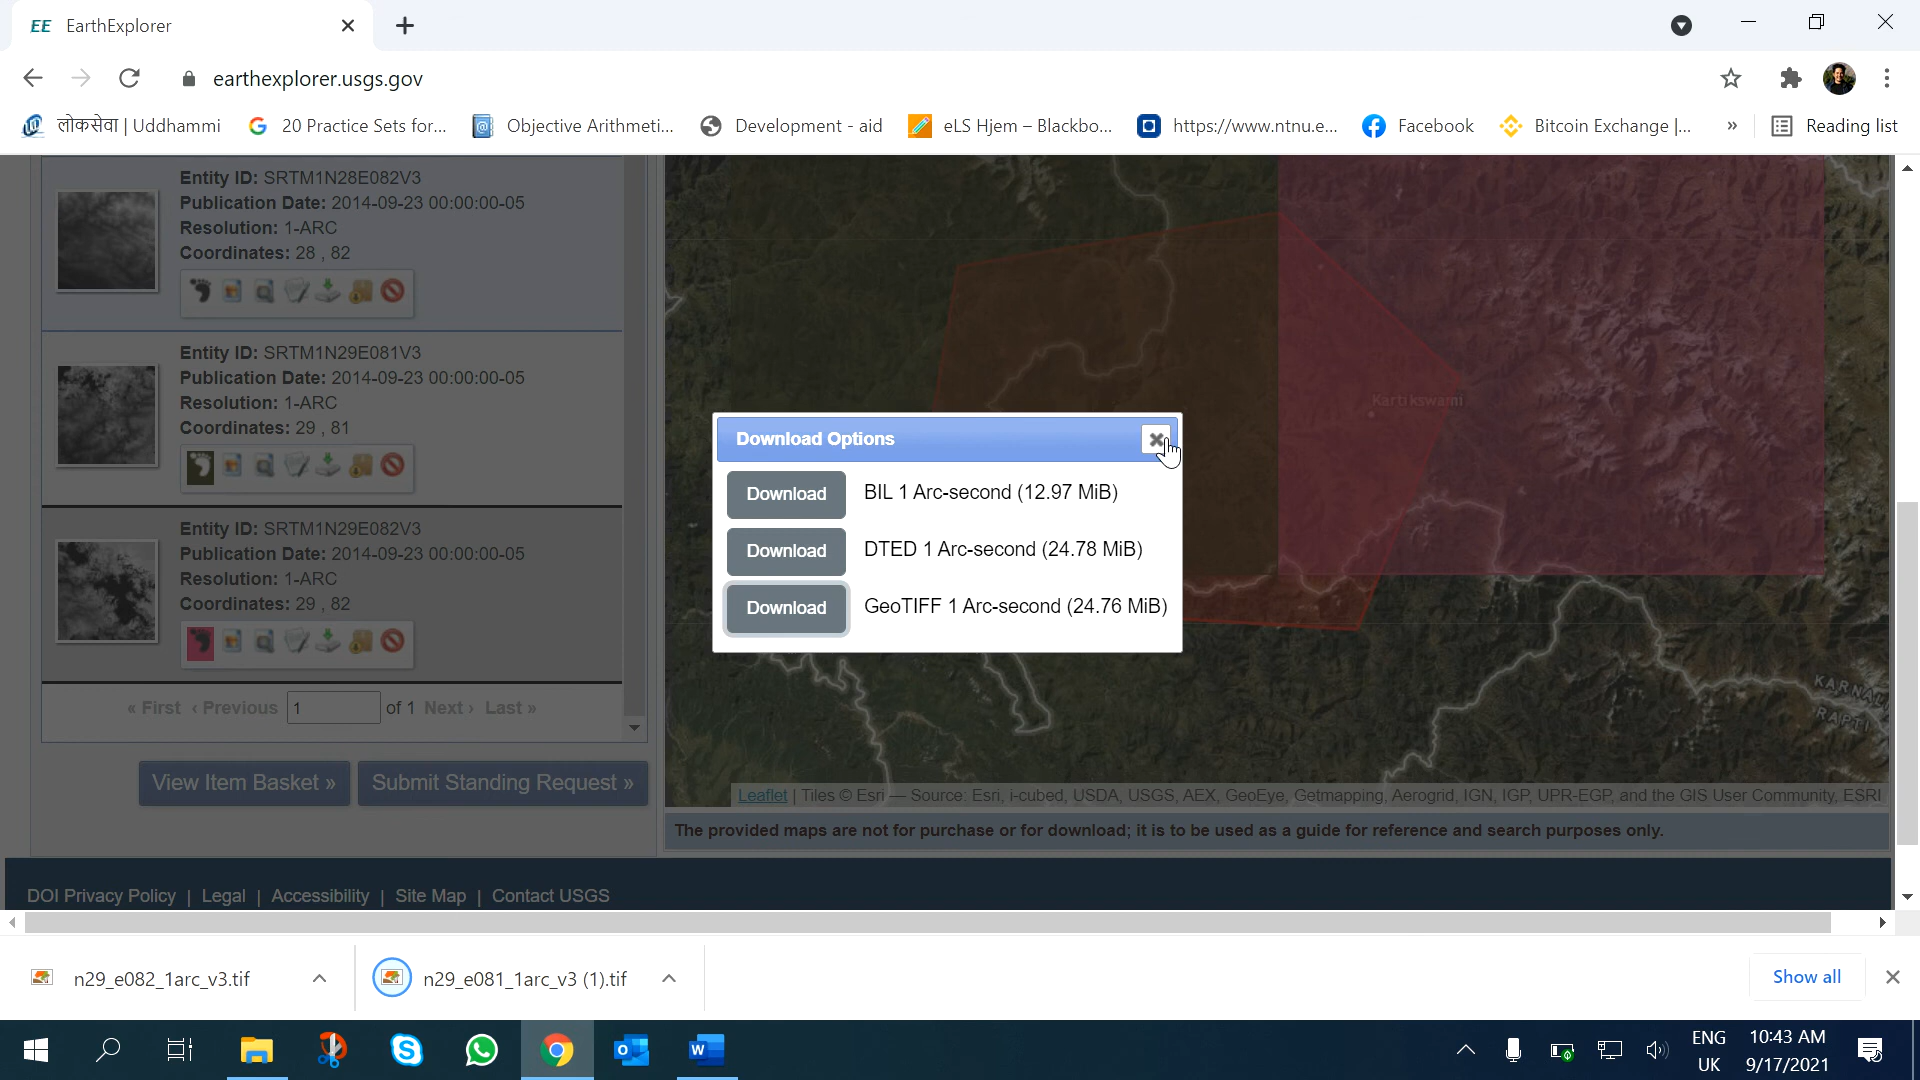 EE EarthExplorer
earthexplorer.usgs.gov
लोकसेवा | Uddhammi
20 Practice Sets for...
Objective Arithmeti...
Development - aid
eLS Hjem – Blackbo...
https://www.ntnu.e...
Facebook
Bitcoin Exchange |...
»
Reading list
Entity ID: SRTM1N28E082V3
Publication Date: 2014-09-23 00:00:00-05
Resolution: 1-ARC
Coordinates: 28 , 82
Entity ID: SRTM1N29E081V3
Publication Date: 2014-09-23 00:00:00-05
Resolution: 1-ARC
Coordinates: 29 , 81
Entity ID: SRTM1N29E082V3
Publication Date: 2014-09-23 00:00:00-05
Resolution: 1-ARC
Coordinates: 29 , 82
« First ‹ Previous 1 of 1 Next › Last »
View Item Basket »
Submit Standing Request »
Kartikswami
Download Options
Download BIL 1 Arc-second (12.97 MiB)
Download DTED 1 Arc-second (24.78 MiB)
Download GeoTIFF 1 Arc-second (24.76 MiB)
KARNALI
RAPTI
Leaflet | Tiles © Esri — Source: Esri, i-cubed, USDA, USGS, AEX, GeoEye, Getmapping, Aerogrid, IGN, IGP, UPR-EGP, and the GIS User Community, ESRI
The provided maps are not for purchase or for download; it is to be used as a guide for reference and search purposes only.
DOI Privacy Policy | Legal | Accessibility | Site Map | Contact USGS
n29_e082_1arc_v3.tif
n29_e081_1arc_v3 (1).tif
Show all
ENG
UK
10:43 AM
9/17/2021